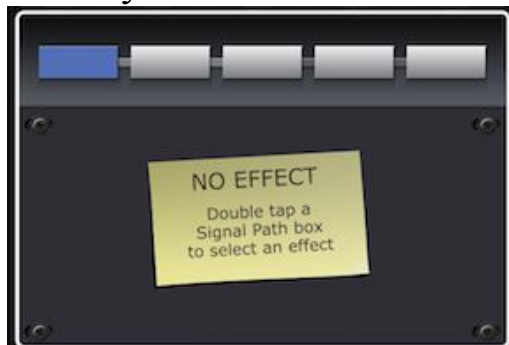 NO EFFECT
Double tap a
Signal Path box
to select an effect